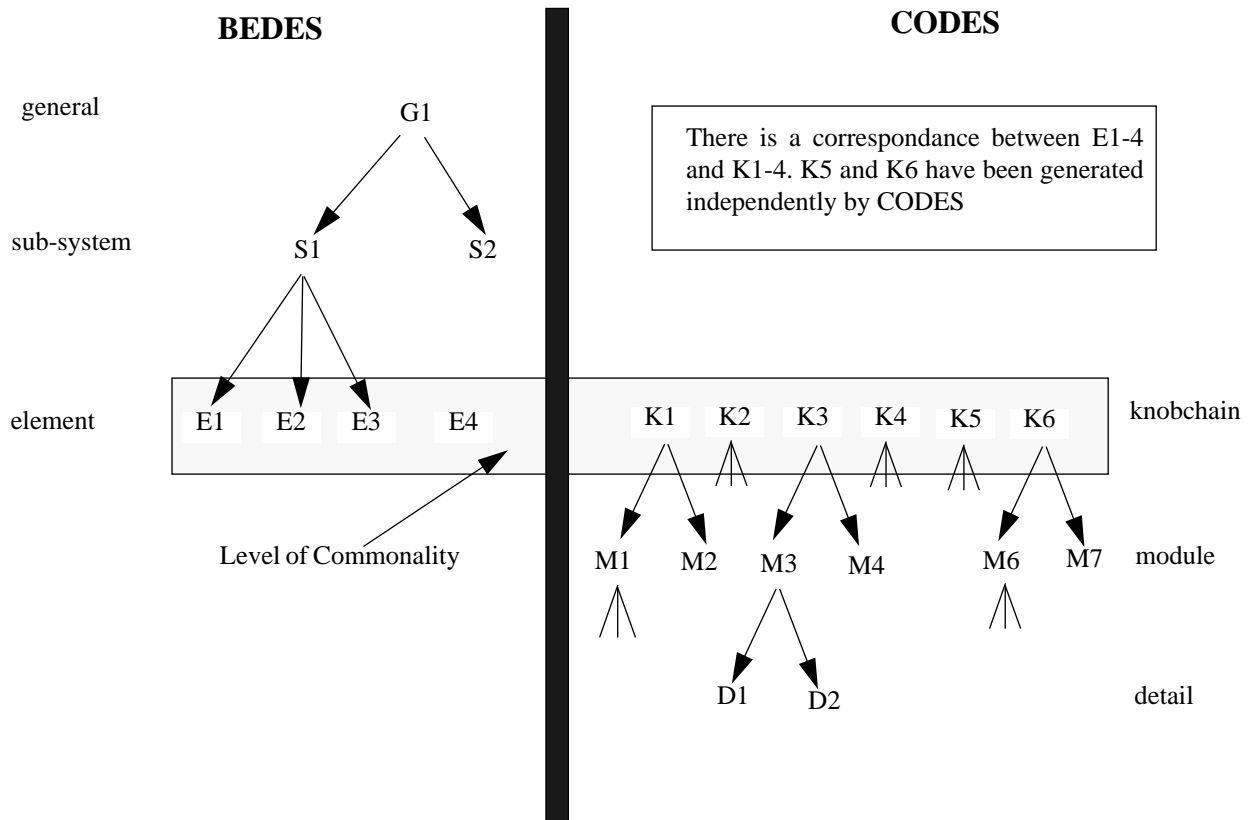 BEDES
CODES
general
G1
There is a correspondance between E1-4
and K1-4. K5 and K6 have been generated
independently by CODES
sub-system
S1
S2
element
E1
E2
E3
E4
K1
K2
K3
K4
K5
K6
knobchain
Level of Commonality
M1
M2
M3
M4
M6
M7
module
D1
D2
detail